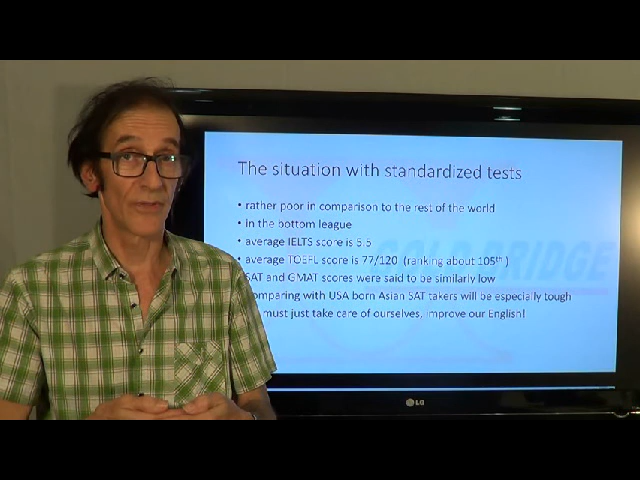 The situation with standardized tests
• rather poor in comparison to the rest of the world
• in the bottom league
• average IELTS score is 5.5
• average TOEFL score is 77/120 (ranking about 105th )
SAT and GMAT scores were said to be similarly low
comparing with USA born Asian SAT takers will be especially tough
must just take care of ourselves, improve our English!
LG